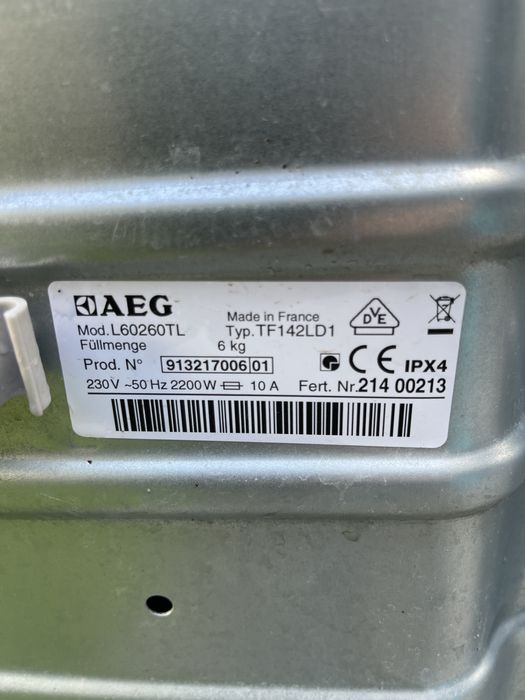 AEG Made in France
Mod.L60260TL Typ.TF142LD1
Füllmenge 6 kg
DVE
Prod. N° 913217006 01 CE IPX4
230V ~50 Hz 2200W 10 A Fert. Nr.214 00213